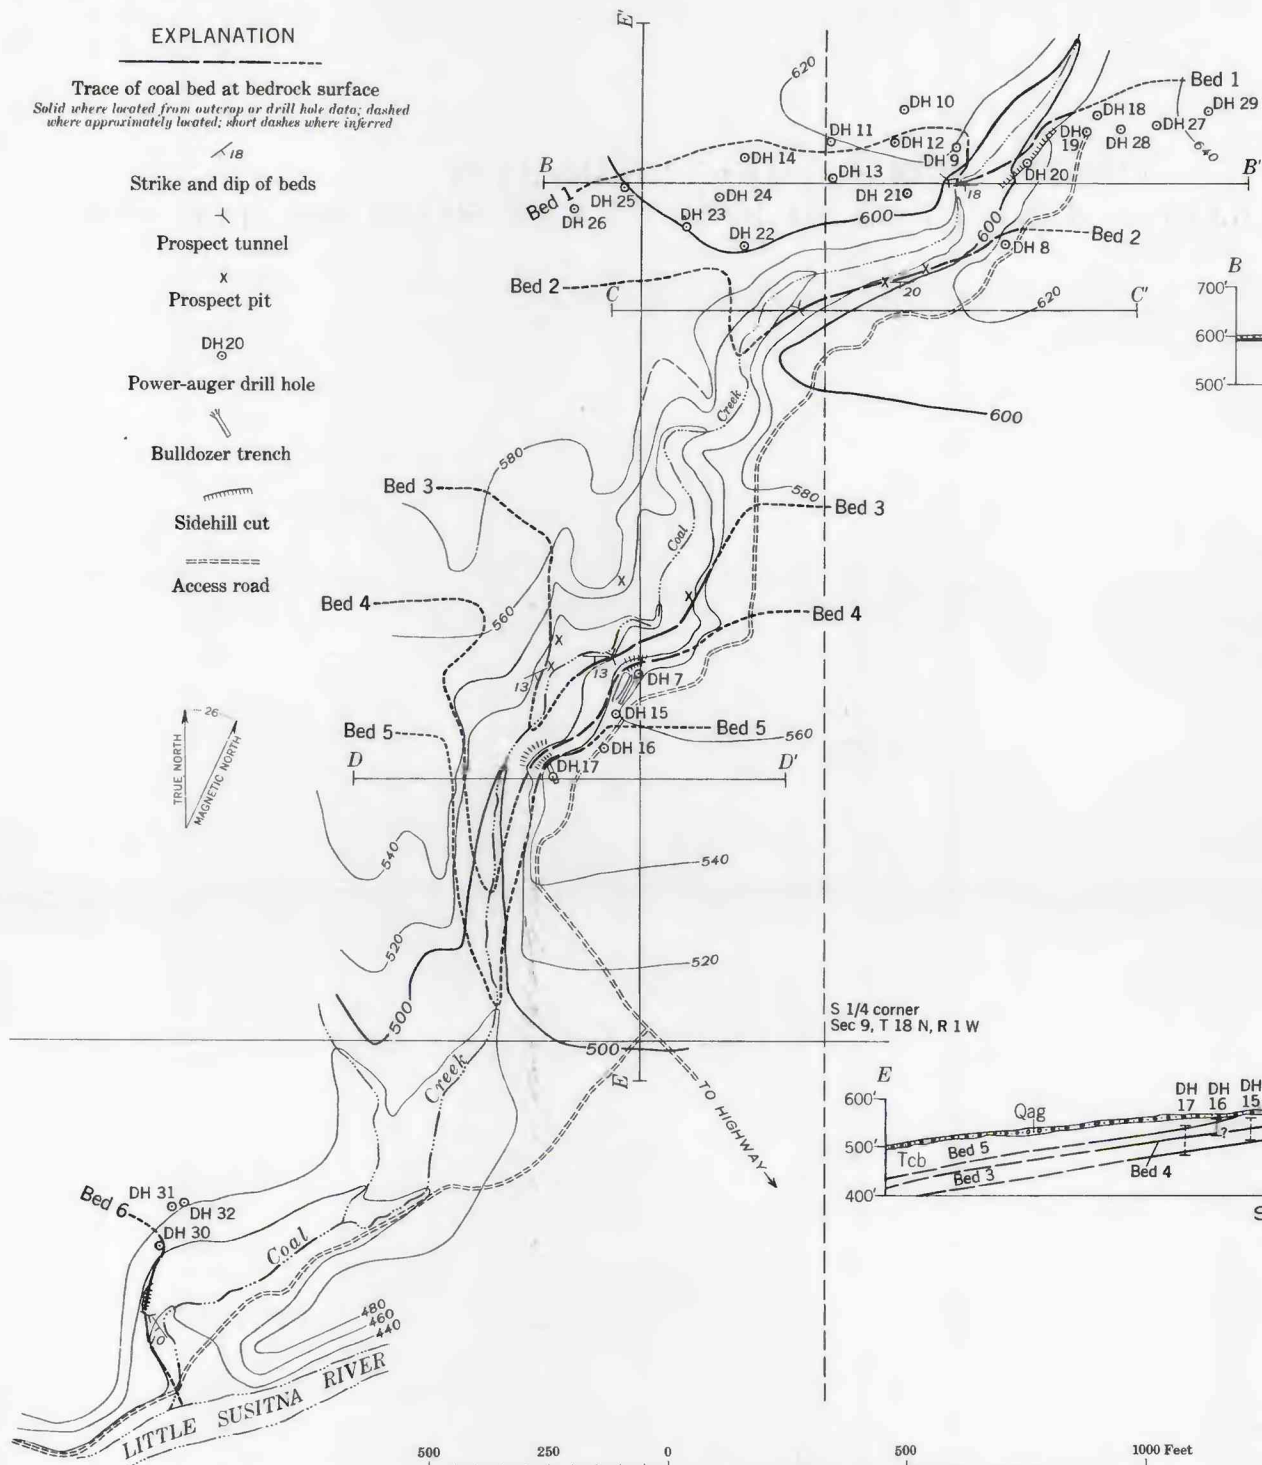 EXPLANATION
Trace of coal bed at bedrock surface
Solid where located from outcrop or drill hole data; dashed
where approximately located; short dashes where inferred
18
Strike and dip of beds
Prospect tunnel
x
Prospect pit
DH 20
Power-auger drill hole
Bulldozer trench
Sidehill cut
Access road
26
TRUE NORTH
MAGNETIC NORTH
E'
620
DH 10
DH 11
DH 12
DH 9
DH 14
DH 13
DH 18
DH 29
DH 27
DH 19
DH 28
DH 20
640
Bed 1
B
B'
Bed 1
DH 25
DH 26
DH 24
DH 23
DH 22
DH 21
18
600
600
Bed 2
DH 8
Bed 2
C
C'
20
620
B
700'
600'
500'
600
Creek
580
580
Bed 3
Bed 3
Coal
Bed 4
560
Bed 4
13
13
DH 7
DH 15
Bed 5
560
Bed 5
DH 16
D
D'
DH 17
540
540
520
520
500
500
S 1/4 corner
Sec 9, T 18 N, R 1 W
E
TO HIGHWAY
Creek
E
600'
500'
400'
Qag
Tcb
Bed 5
Bed 3
Bed 4
DH
17
DH
16
DH
15
?
S
DH 31
DH 32
Bed 6
DH 30
Coal
10
480
460
440
LITTLE SUSITNA RIVER
500
250
0
500
1000 Feet